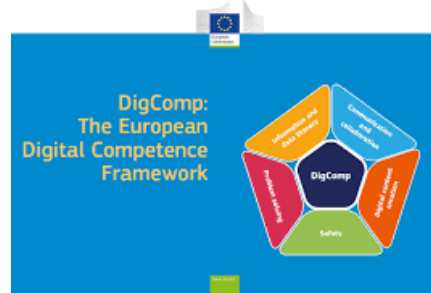 European
Commission
DigComp:
The European
Digital Competence
Framework
Information and
data literacy
Communication
and
collaboration
DigComp
Problem solving
Digital content
creation
Safety